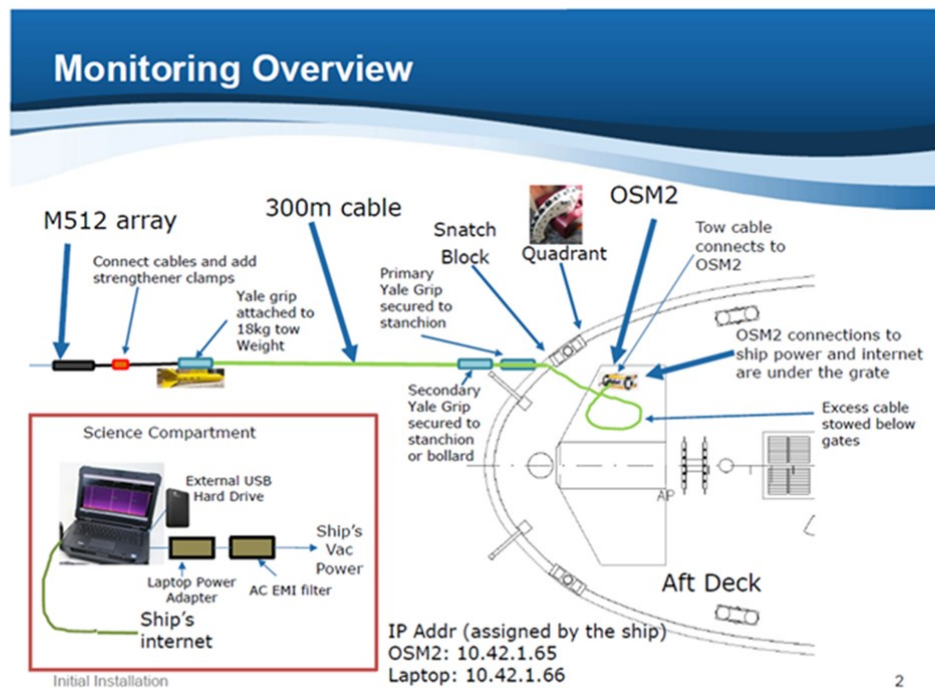 Monitoring Overview
M512 array
300m cable
Snatch
Block
Quadrant
OSM2
Tow cable
connects to
OSM2
Connect cables and add
strengthener clamps
Yale grip
attached to
18kg tow
Weight
Primary
Yale Grip
secured to
stanchion
OSM2 connections to
ship power and internet
are under the grate
Secondary
Yale Grip
secured to
stanchion
or bollard
Excess cable
stowed below
gates
Science Compartment
External USB
Hard Drive
Ship's
Vac
Power
Laptop Power
Adapter
AC EMI filter
Ship's
internet
AP
Aft Deck
IP Addr (assigned by the ship)
OSM2: 10.42.1.65
Laptop: 10.42.1.66
Initial Installation
2